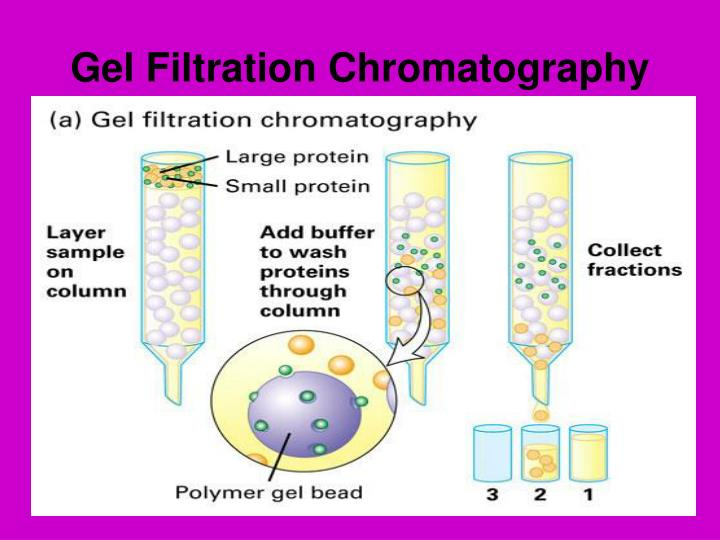 Gel Filtration Chromatography
(a) Gel filtration chromatography
Large protein
Small protein
Layer
sample
on
column
Add buffer
to wash
proteins
through
column
Collect
fractions
Polymer gel bead
3 2 1